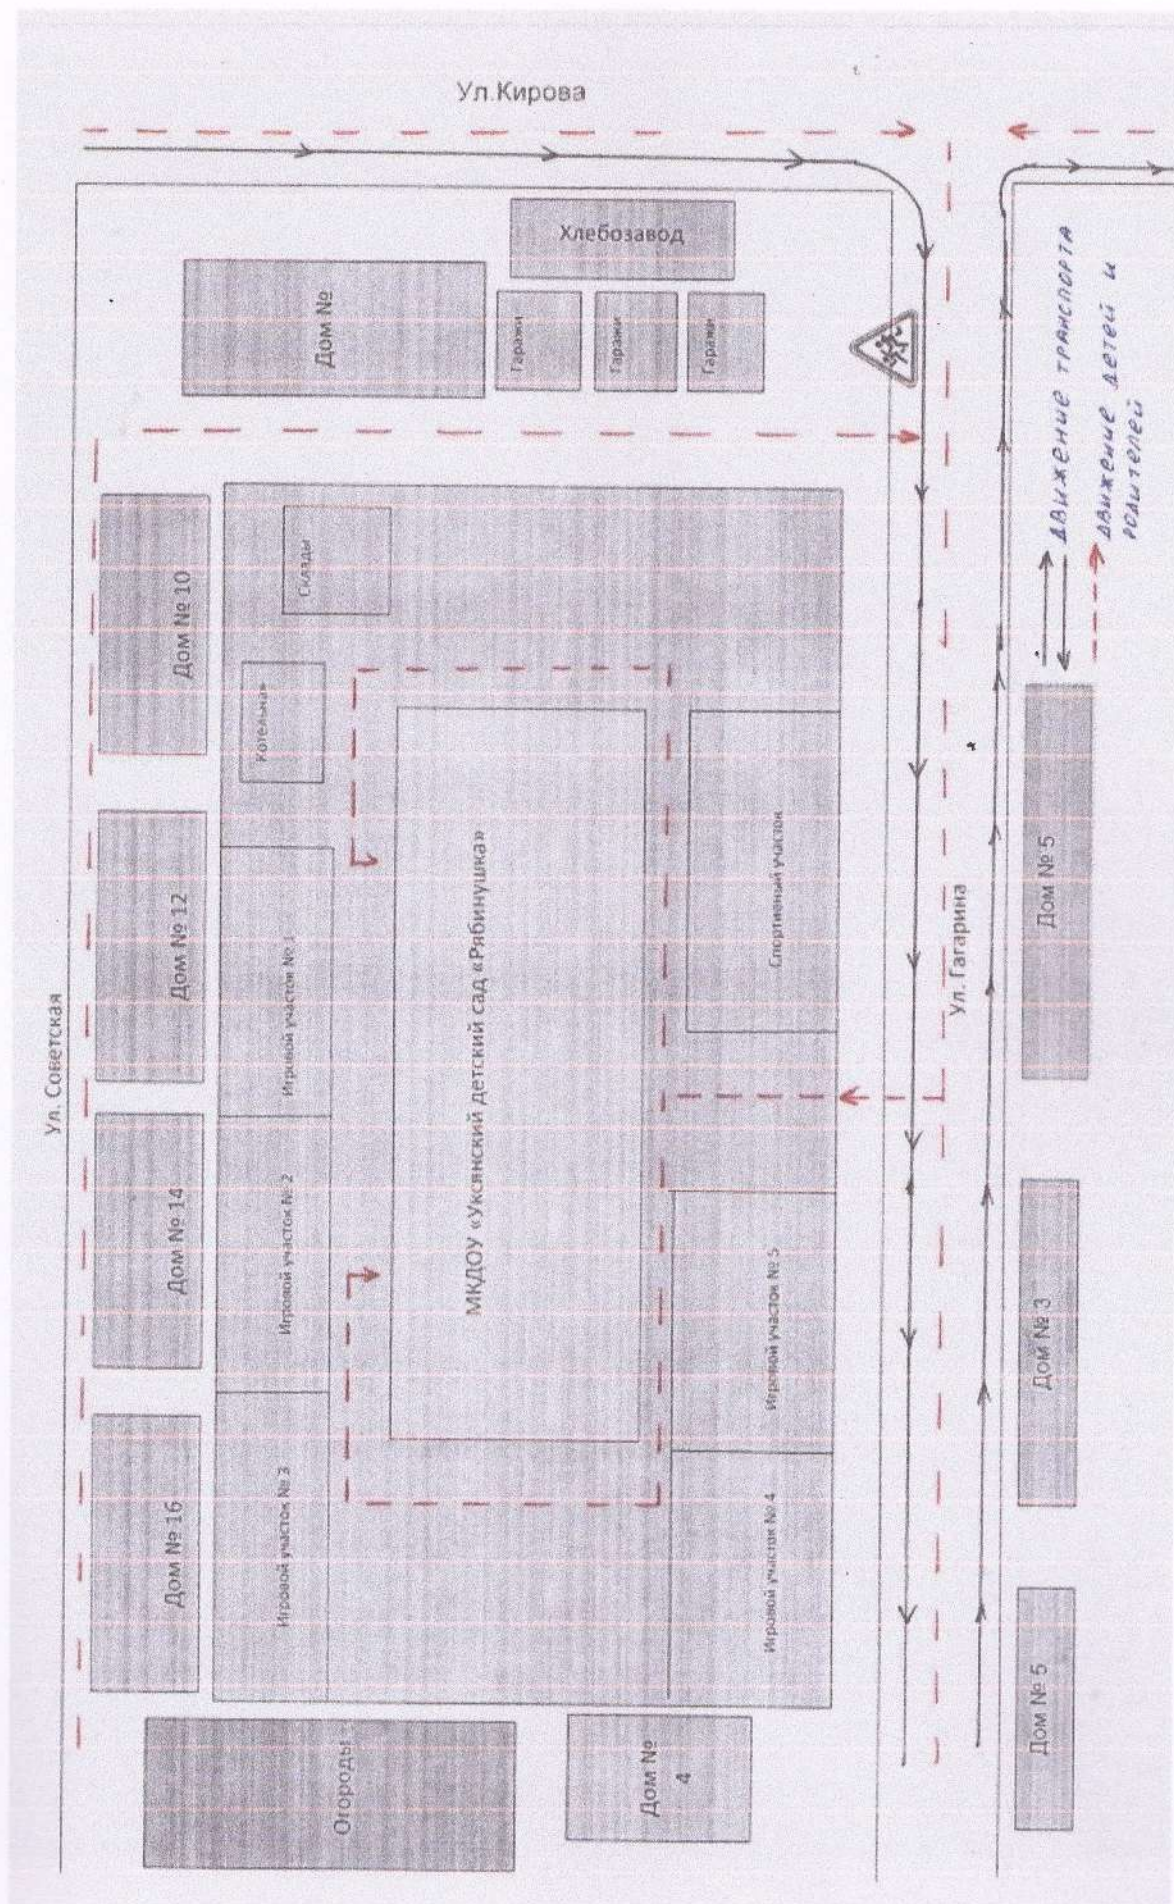 Ул.Кирова
Хлебозавод
Дом №
Гаражи
Гаражи
Гаражи
движение транспорта
движение детей и
родителей
Склады
Котельная
Дом № 10
Дом № 12
Дом № 14
Дом № 16
Ул. Советская
Игровой участок № 1
Игровой участок № 2
Игровой участок № 3
МКДОУ «Уксянский детский сад «Рябинушка»
Спортивный участок
Игровой участок № 5
Игровой участок № 4
Ул. Гагарина
Дом № 5
Дом № 3
Дом № 5
Огороды
Дом №
4